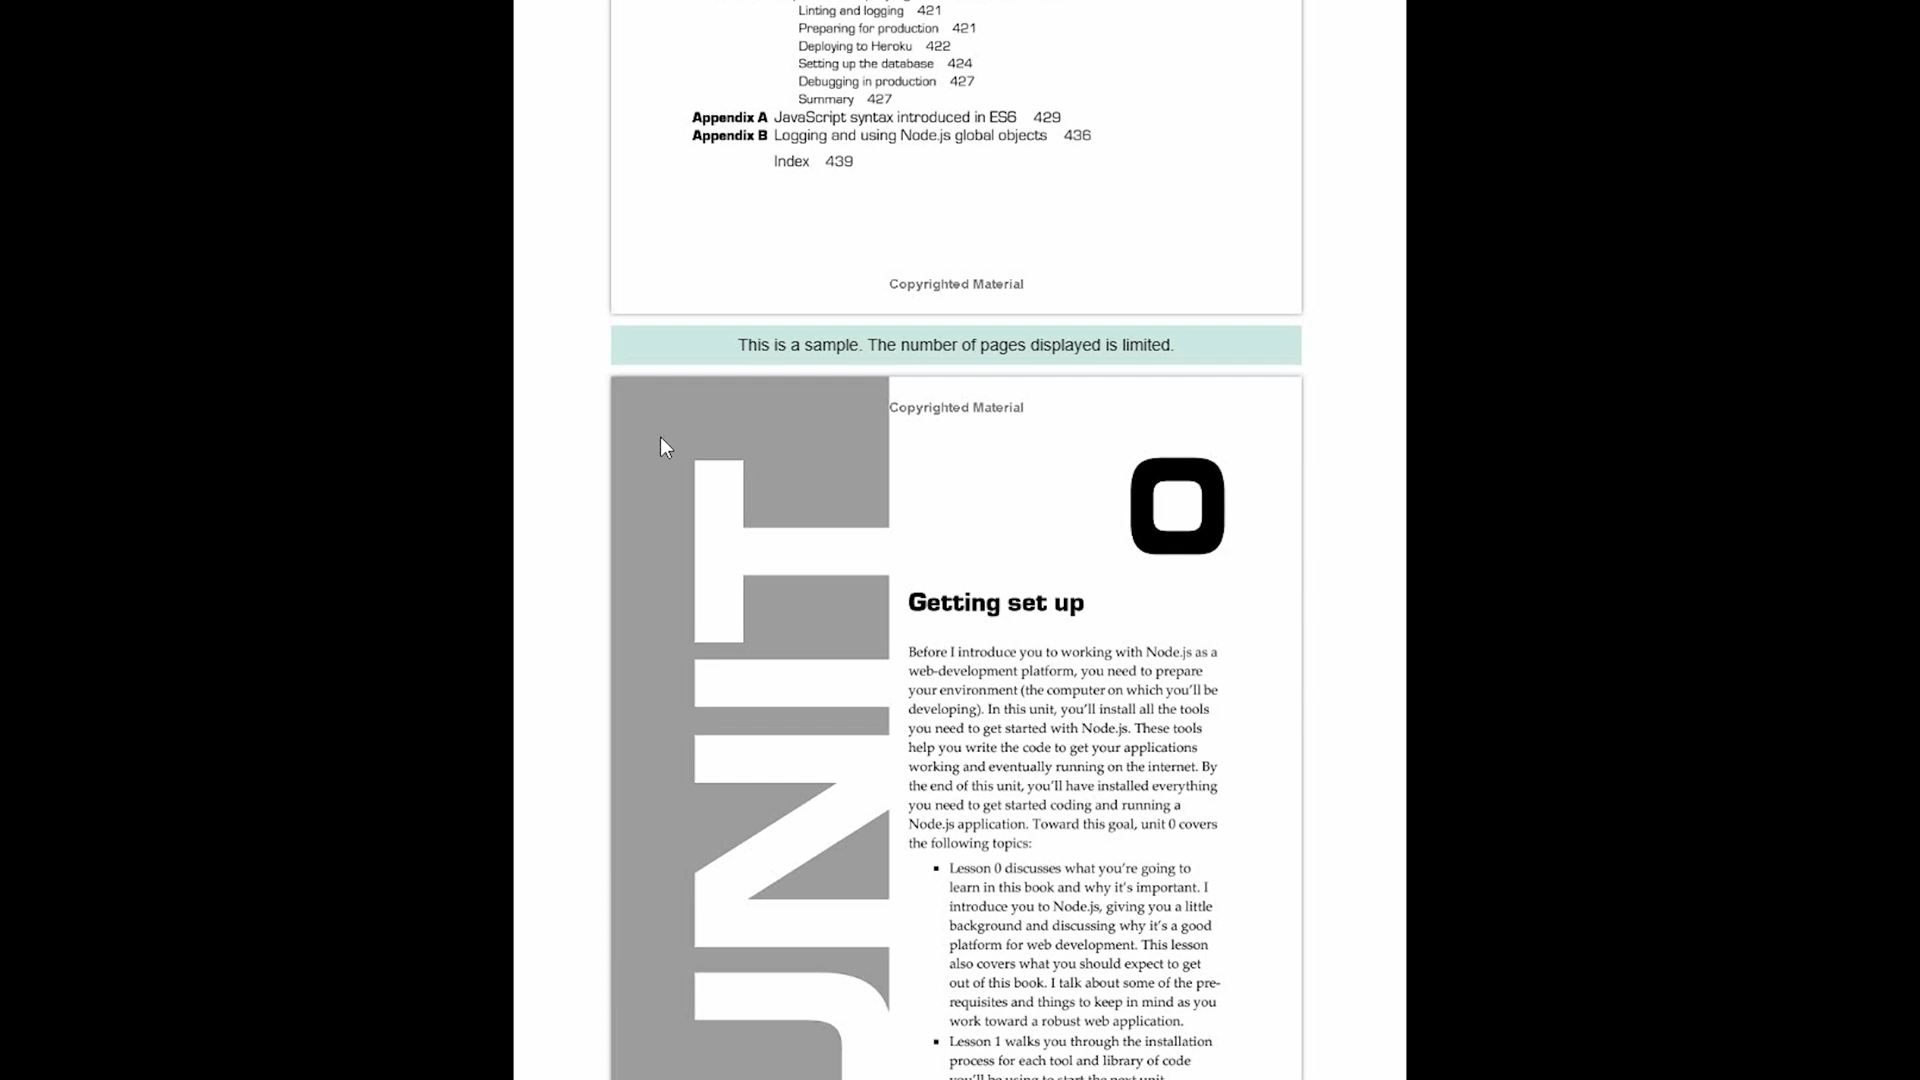 Linting and logging 421
Preparing for production 421
Deploying to Heroku 422
Setting up the database 424
Debugging in production 427
Summary 427
Appendix A JavaScript syntax introduced in ES6 429
Appendix B Logging and using Node.js global objects 436
Index 439
Copyrighted Material
This is a sample. The number of pages displayed is limited.
Copyrighted Material
UNIT
0
Getting set up
Before I introduce you to working with Node.js as a
web-development platform, you need to prepare
your environment (the computer on which you'll be
developing). In this unit, you'll install all the tools
you need to get started with Node.js. These tools
help you write the code to get your applications
working and eventually running on the internet. By
the end of this unit, you'll have installed everything
you need to get started coding and running a
Node.js application. Toward this goal, unit 0 covers
the following topics:
▪ Lesson 0 discusses what you're going to
learn in this book and why it's important. I
introduce you to Node.js, giving you a little
background and discussing why it's a good
platform for web development. This lesson
also covers what you should expect to get
out of this book. I talk about some of the pre-
requisites and things to keep in mind as you
work toward a robust web application.
▪ Lesson 1 walks you through the installation
process for each tool and library of code
you'll be using to start the next unit.